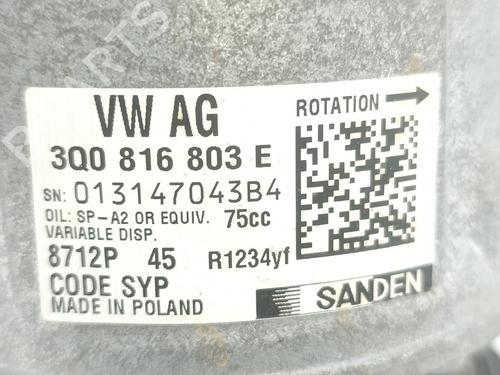 VW AG
ROTATION
3Q0 816 803 E
SN: 013147043B4
OIL: SP-A2 OR EQUIV. 75cc
VARIABLE DISP.
8712P 45 R1234yf
CODE SYP
MADE IN POLAND
SANDEN